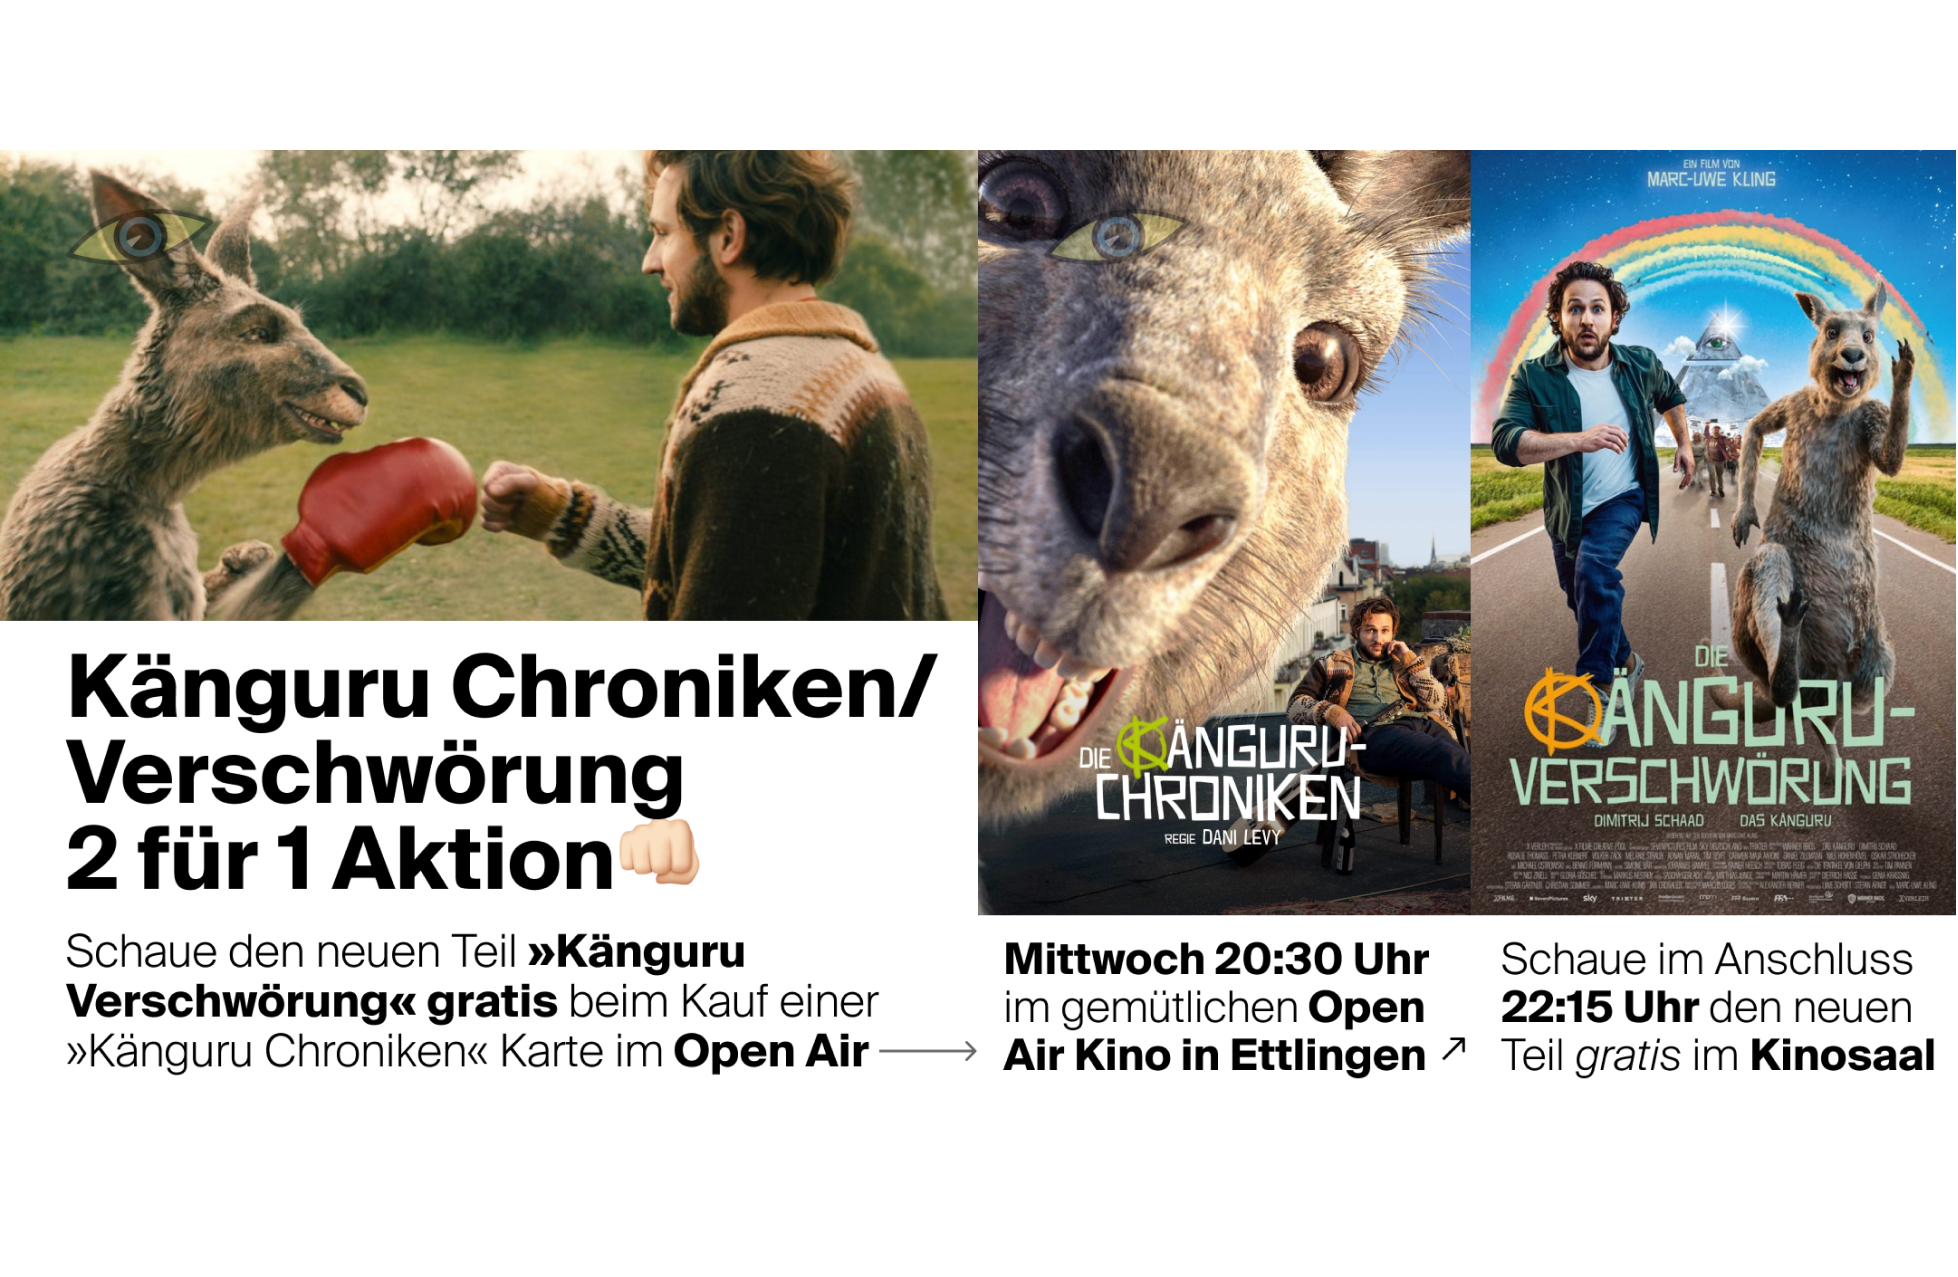 Känguru Chroniken/
Verschwörung
2 für 1 Aktion👊🏻
Schaue den neuen Teil »Känguru
Verschwörung« gratis beim Kauf einer
»Känguru Chroniken« Karte im Open Air ⟶
DIE KÄNGURU-
CHRONIKEN
REGIE DANI LEVY
Mittwoch 20:30 Uhr
im gemütlichen Open
Air Kino in Ettlingen ↗
EIN FILM VON
MARC-UWE KLING
DIE
KÄNGURU-
VERSCHWÖRUNG
DIMITRIJ SCHAAD DAS KÄNGURU
sky
Schaue im Anschluss
22:15 Uhr den neuen
Teil gratis im Kinosaal